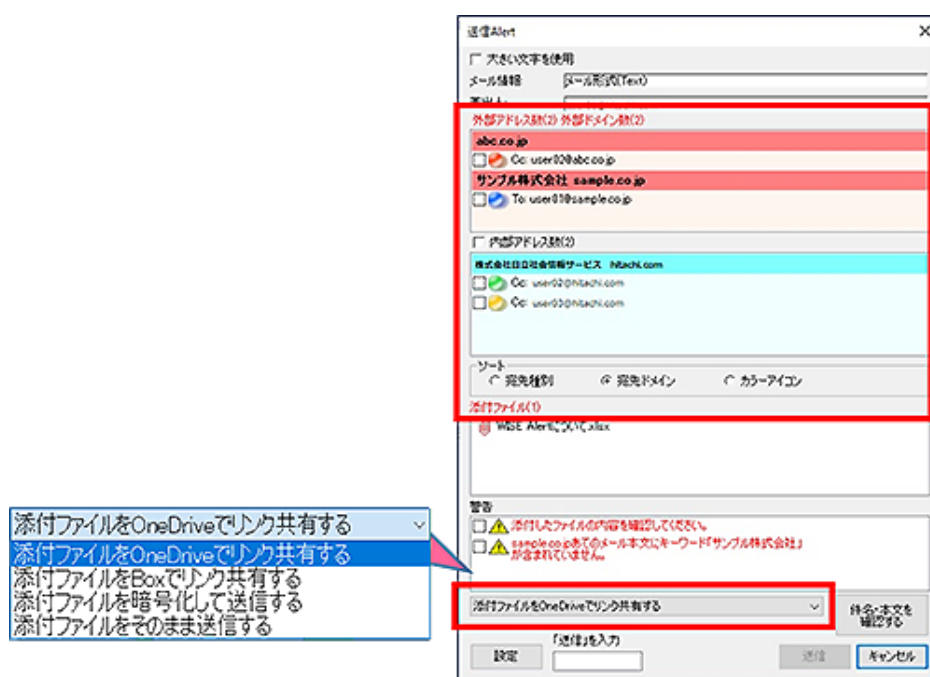 送信Alert
大きい文字を使用
メール情報 メール形式(Text)
差出人:
外部アドレス数(2) 外部ドメイン数(2)
abc.co.jp
Cc: user02@abc.co.jp
サンプル株式会社 sample.co.jp
To: user01@sample.co.jp
内部アドレス数(2)
株式会社日立社会情報サービス hitachi.com
Cc: user02@hitachi.com
Cc: user03@hitachi.com
ソート
宛先種別 宛先ドメイン カラーアイコン
添付ファイル(1)
WISE Alertについて.xlsx
警告
添付したファイルの内容を確認してください。
sample.co.jpあてのメール本文にキーワード「サンプル株式会社」
が含まれていません。
添付ファイルをOneDriveでリンク共有する
件名・本文を
確認する
「送信」を入力
設定 送信 キャンセル
添付ファイルをOneDriveでリンク共有する
添付ファイルをOneDriveでリンク共有する
添付ファイルをBoxでリンク共有する
添付ファイルを暗号化して送信する
添付ファイルをそのまま送信する